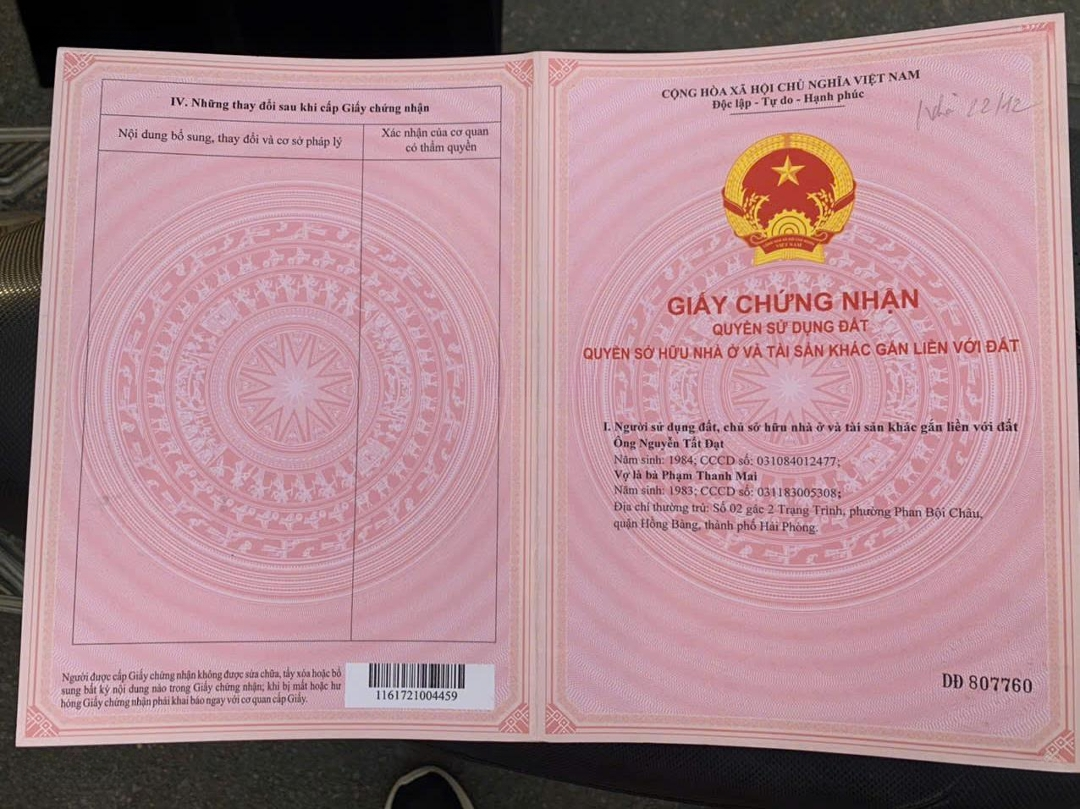 IV. Những thay đổi sau khi cấp Giấy chứng nhận
Nội dung bổ sung, thay đổi và cơ sở pháp lý
Xác nhận của cơ quan
có thẩm quyền
Người được cấp Giấy chứng nhận không được sửa chữa, tẩy xóa hoặc bổ
sung bất kỳ nội dung nào trong Giấy chứng nhận; khi bị mất hoặc hư
hỏng Giấy chứng nhận phải khai báo ngay với cơ quan cấp Giấy.
1161721004459
CỘNG HÒA XÃ HỘI CHỦ NGHĨA VIỆT NAM
Độc lập - Tự do - Hạnh phúc
22/12
VIỆT NAM
GIẤY CHỨNG NHẬN
QUYỀN SỬ DỤNG ĐẤT
QUYỀN SỞ HỮU NHÀ Ở VÀ TÀI SẢN KHÁC GẮN LIỀN VỚI ĐẤT
I. Người sử dụng đất, chủ sở hữu nhà ở và tài sản khác gắn liền với đất
Ông Nguyễn Tất Đạt
Năm sinh: 1984; CCCD số: 031084012477;
Vợ là bà Phạm Thanh Mai
Năm sinh: 1983; CCCD số: 031183005308;
Địa chỉ thường trú: Số 02 gác 2 Trạng Trình, phường Phan Bội Châu,
quận Hồng Bàng, thành phố Hải Phòng.
DĐ 807760